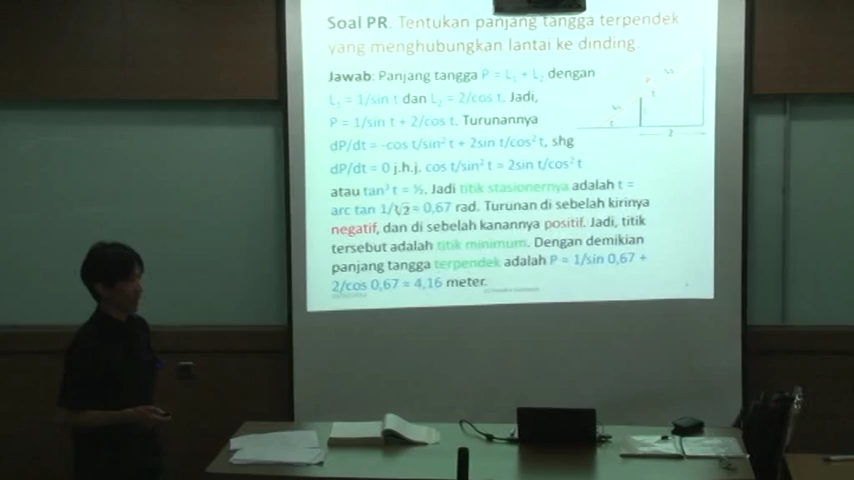 Soal PR. Tentukan panjang tangga terpendek
yang menghubungkan lantai ke dinding.
Jawab: Panjang tangga P = L₁ + L₂ dengan
L₁ = 1/sin t dan L₂ = 2/cos t. Jadi,
P = 1/sin t + 2/cos t. Turunannya
dP/dt = -cos t/sin² t + 2sin t/cos² t, shg
dP/dt = 0 j.h.j. cos t/sin² t = 2sin t/cos² t
atau tan³ t = ½. Jadi titik stasionernya adalah t =
arc tan 1/∛2 = 0,67 rad. Turunan di sebelah kirinya
negatif, dan di sebelah kanannya positif. Jadi, titik
tersebut adalah titik minimum. Dengan demikian
panjang tangga terpendek adalah P = 1/sin 0,67 +
2/cos 0,67 = 4,16 meter.
t
2